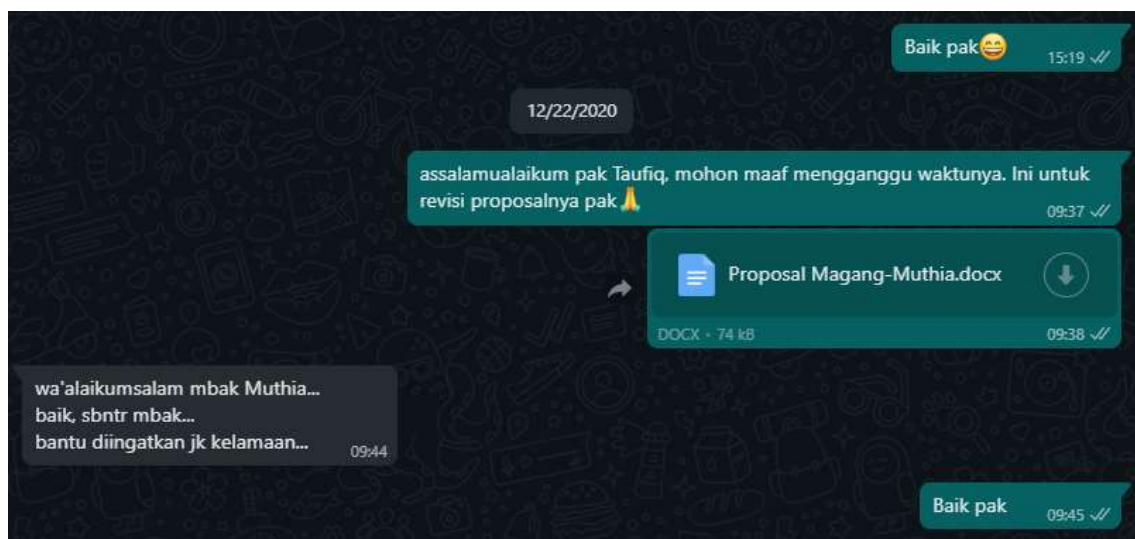 Baik pak😄
15:19
12/22/2020
assalamualaikum pak Taufiq, mohon maaf mengganggu waktunya. Ini untuk
revisi proposalnya pak🙏
09:37
Proposal Magang-Muthia.docx
DOCX • 74 kB
09:38
wa'alaikumsalam mbak Muthia...
baik, sbntr mbak...
bantu diingatkan jk kelamaan...
09:44
Baik pak
09:45